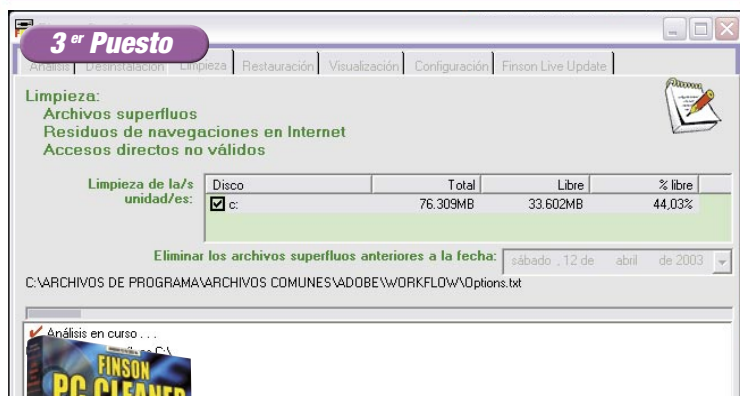 3 er Puesto
Análisis Desinstalación Limpieza Restauración Visualización Configuración Finson Live Update
Limpieza:
Archivos superfluos
Residuos de navegaciones en Internet
Accesos directos no válidos
Limpieza de la/s unidad/es:
Disco Total Libre % libre
c: 76.309MB 33.602MB 44,03%
Eliminar los archivos superfluos anteriores a la fecha: sábado , 12 de abril de 2003
C:\ARCHIVOS DE PROGRAMA\ARCHIVOS COMUNES\ADOBE\WORKFLOW\Options.txt
Análisis en curso . . .
C:\
FINSON
PC CLEANER